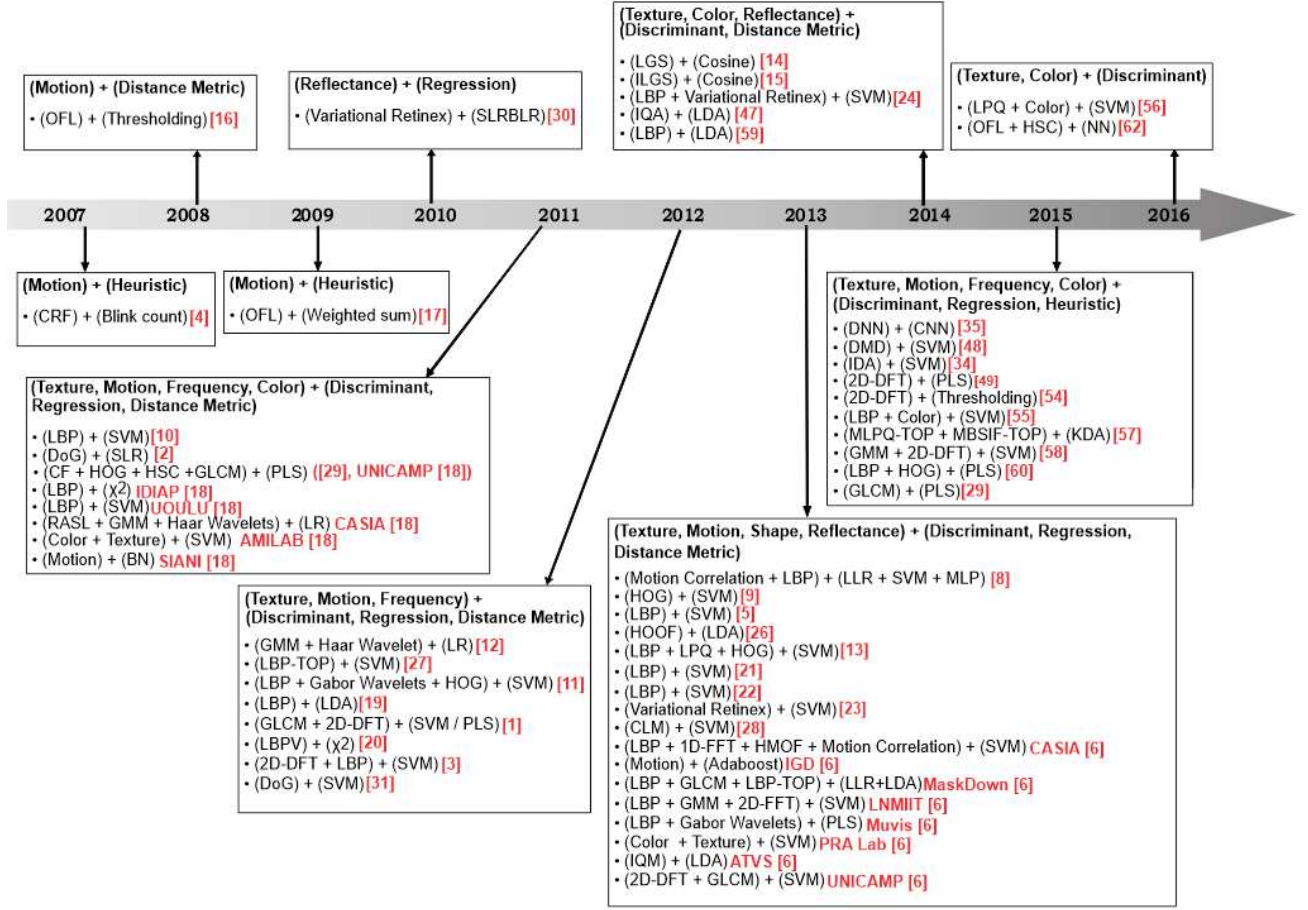 (Motion) + (Distance Metric)
• (OFL) + (Thresholding) [16]
(Reflectance) + (Regression)
• (Variational Retinex) + (SLRBLR) [30]
(Texture, Color, Reflectance) +
(Discriminant, Distance Metric)
• (LGS) + (Cosine) [14]
• (ILGS) + (Cosine) [15]
• (LBP + Variational Retinex) + (SVM) [24]
• (IQA) + (LDA) [47]
• (LBP) + (LDA) [59]
(Texture, Color) + (Discriminant)
• (LPQ + Color) + (SVM) [56]
• (OFL + HSC) + (NN) [62]
2007 2008 2009 2010 2011 2012 2013 2014 2015 2016
(Motion) + (Heuristic)
• (CRF) + (Blink count) [4]
(Motion) + (Heuristic)
• (OFL) + (Weighted sum) [17]
(Texture, Motion, Frequency, Color) +
(Discriminant, Regression, Heuristic)
• (DNN) + (CNN) [35]
• (DMD) + (SVM) [48]
• (IDA) + (SVM) [34]
• (2D-DFT) + (PLS) [49]
• (2D-DFT) + (Thresholding) [54]
• (LBP + Color) + (SVM) [55]
• (MLPQ-TOP + MBSIF-TOP) + (KDA) [57]
• (GMM + 2D-DFT) + (SVM) [58]
• (LBP + HOG) + (PLS) [60]
• (GLCM) + (PLS) [29]
(Texture, Motion, Frequency, Color) + (Discriminant,
Regression, Distance Metric)
• (LBP) + (SVM) [10]
• (DoG) + (SLR) [2]
• (CF + HOG + HSC +GLCM) + (PLS) ([29], UNICAMP [18])
• (LBP) + (χ2) IDIAP [18]
• (LBP) + (SVM) UOULU [18]
• (RASL + GMM + Haar Wavelets) + (LR) CASIA [18]
• (Color + Texture) + (SVM) AMILAB [18]
• (Motion) + (BN) SIANI [18]
(Texture, Motion, Frequency) +
(Discriminant, Regression, Distance Metric)
• (GMM + Haar Wavelet) + (LR) [12]
• (LBP-TOP) + (SVM) [27]
• (LBP + Gabor Wavelets + HOG) + (SVM) [11]
• (LBP) + (LDA) [19]
• (GLCM + 2D-DFT) + (SVM / PLS) [1]
• (LBPV) + (χ2) [20]
• (2D-DFT + LBP) + (SVM) [3]
• (DoG) + (SVM) [31]
(Texture, Motion, Shape, Reflectance) + (Discriminant, Regression,
Distance Metric)
• (Motion Correlation + LBP) + (LLR + SVM + MLP) [8]
• (HOG) + (SVM) [9]
• (LBP) + (SVM) [5]
• (HOOF) + (LDA) [26]
• (LBP + LPQ + HOG) + (SVM) [13]
• (LBP) + (SVM) [21]
• (LBP) + (SVM) [22]
• (Variational Retinex) + (SVM) [23]
• (CLM) + (SVM) [28]
• (LBP + 1D-FFT + HMOF + Motion Correlation) + (SVM) CASIA [6]
• (Motion) + (Adaboost) IGD [6]
• (LBP + GLCM + LBP-TOP) + (LLR+LDA) MaskDown [6]
• (LBP + GMM + 2D-FFT) + (SVM) LNMIIT [6]
• (LBP + Gabor Wavelets) + (PLS) Muvis [6]
• (Color + Texture) + (SVM) PRA Lab [6]
• (IQM) + (LDA) ATVS [6]
• (2D-DFT + GLCM) + (SVM) UNICAMP [6]